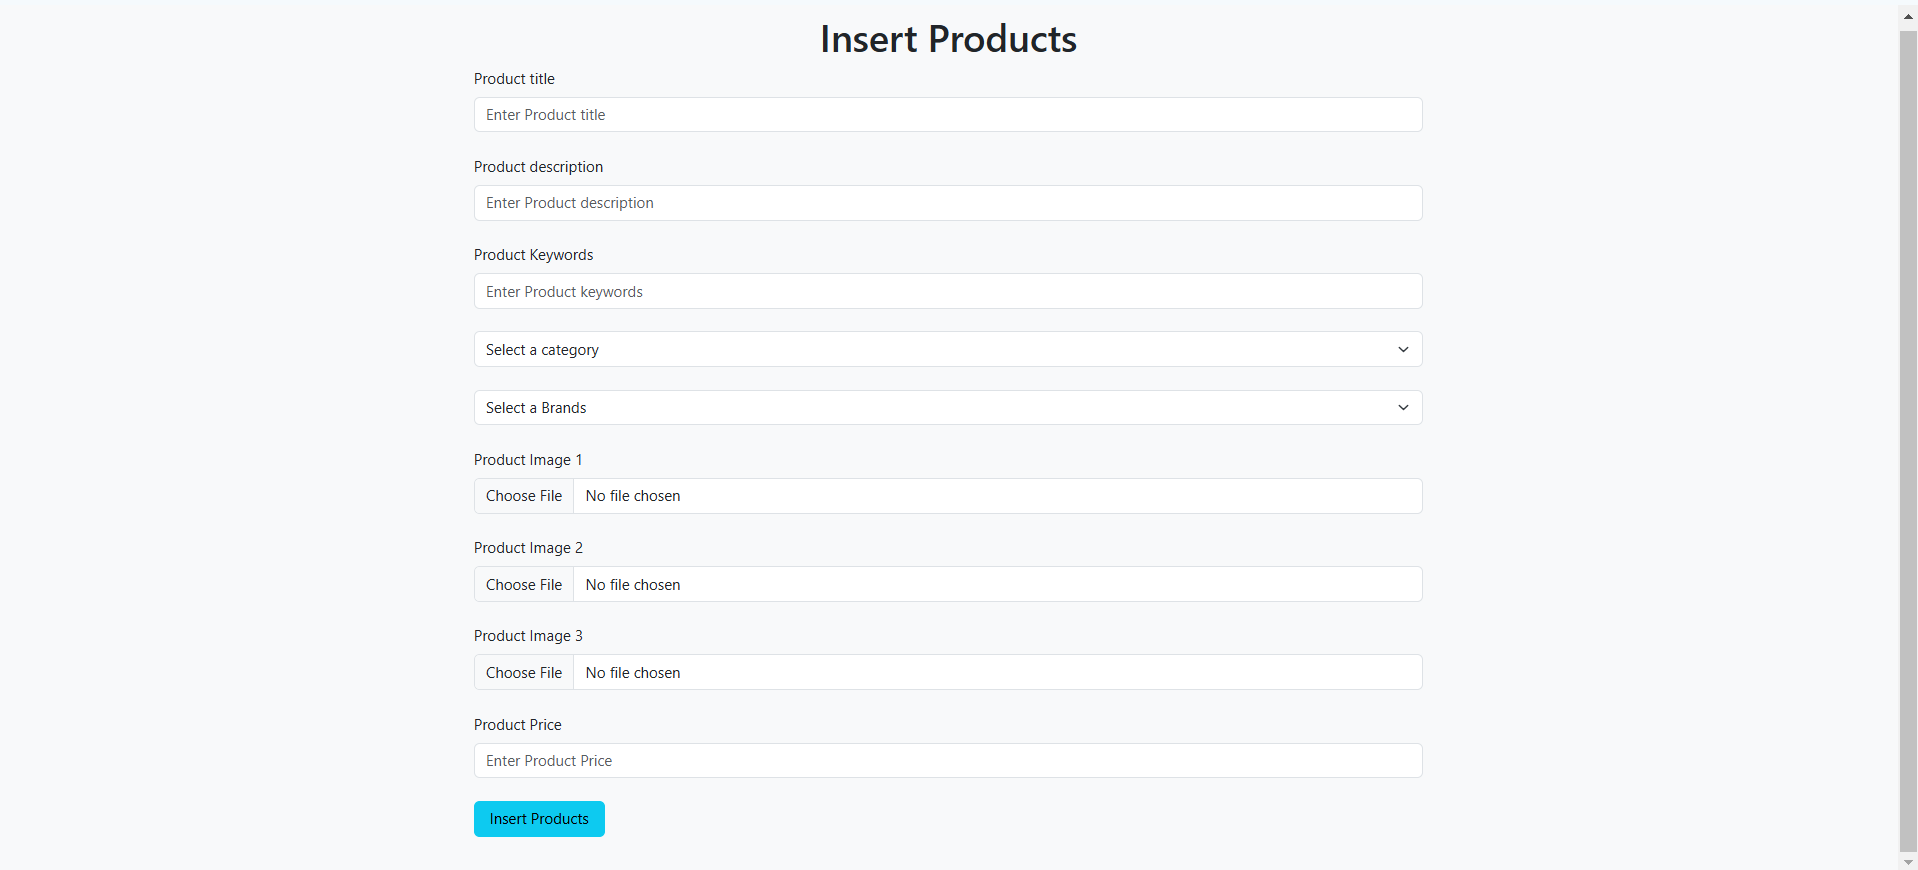 Insert Products
Product title
Enter Product title
Product description
Enter Product description
Product Keywords
Enter Product keywords
Select a category
Select a Brands
Product Image 1
Choose File No file chosen
Product Image 2
Choose File No file chosen
Product Image 3
Choose File No file chosen
Product Price
Enter Product Price
Insert Products